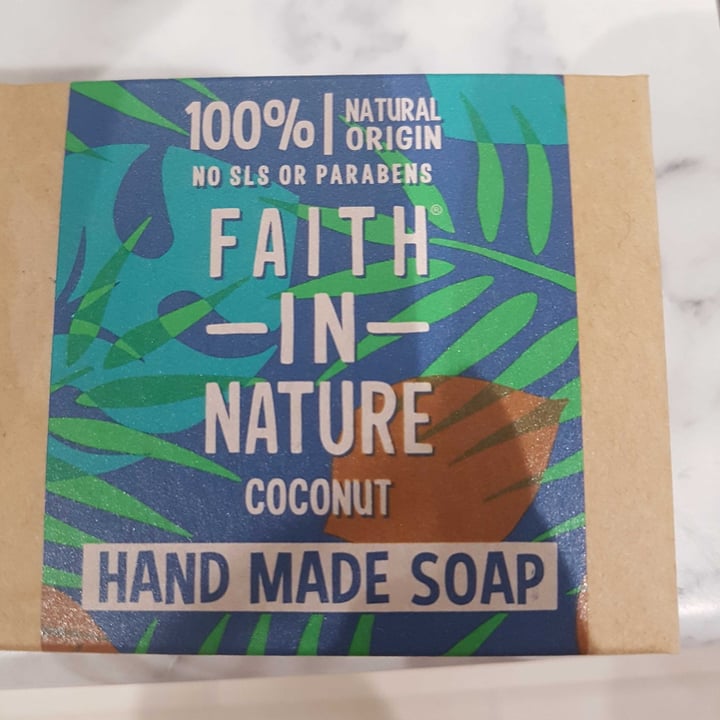 100% | NATURAL
ORIGIN
NO SLS OR PARABENS
FAITH®
—IN—
NATURE
COCONUT
HAND MADE SOAP